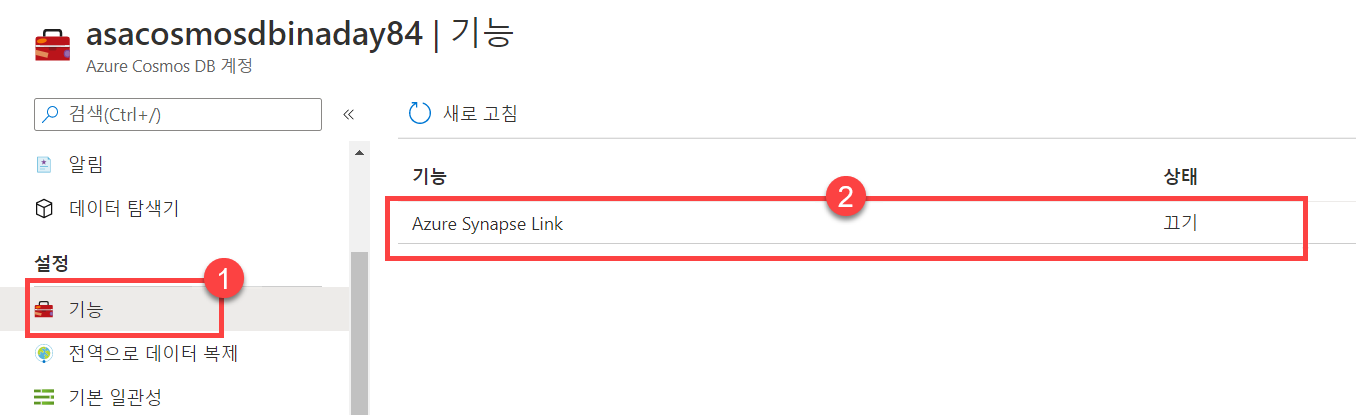 asacosmosdbinaday84 | 기능
Azure Cosmos DB 계정
검색(Ctrl+/)
«
새로 고침
알림
데이터 탐색기
설정
1
기능
전역으로 데이터 복제
기본 일관성
기능 상태
2
Azure Synapse Link 끄기